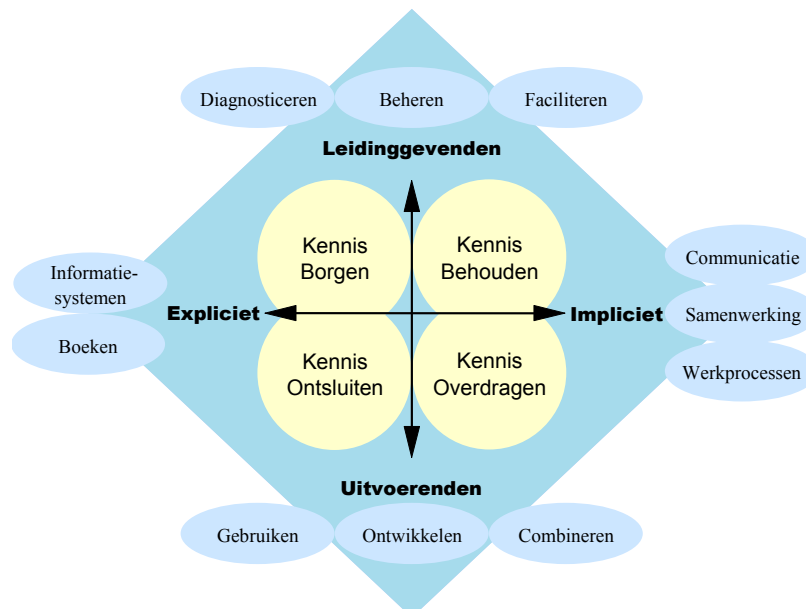 Diagnosticeren
Beheren
Faciliteren
Leidinggevenden
Kennis
Borgen
Kennis
Behouden
Informatie-
systemen
Boeken
Expliciet
Impliciet
Communicatie
Samenwerking
Werkprocessen
Kennis
Ontsluiten
Kennis
Overdragen
Uitvoerenden
Gebruiken
Ontwikkelen
Combineren